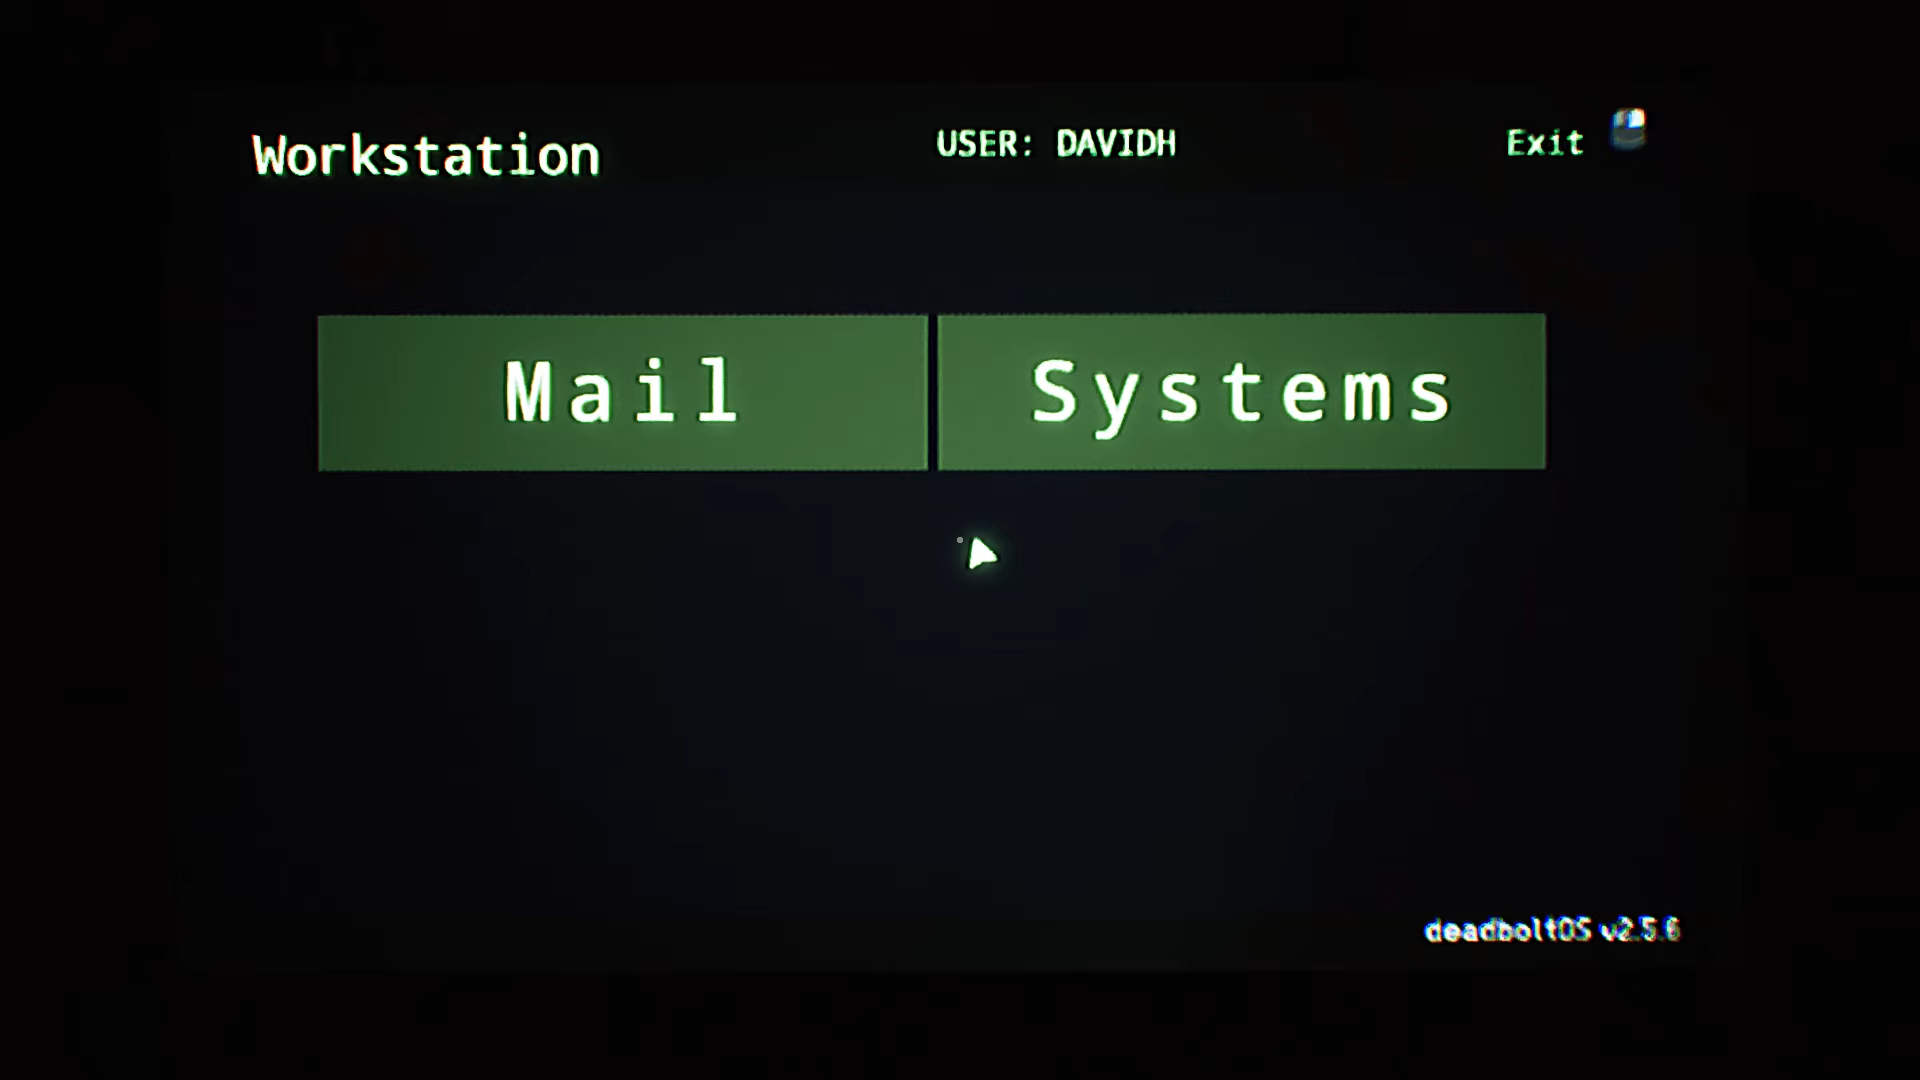 Workstation
USER: DAVIDH
Exit
Mail
Systems
deadboltOS v2.5.6